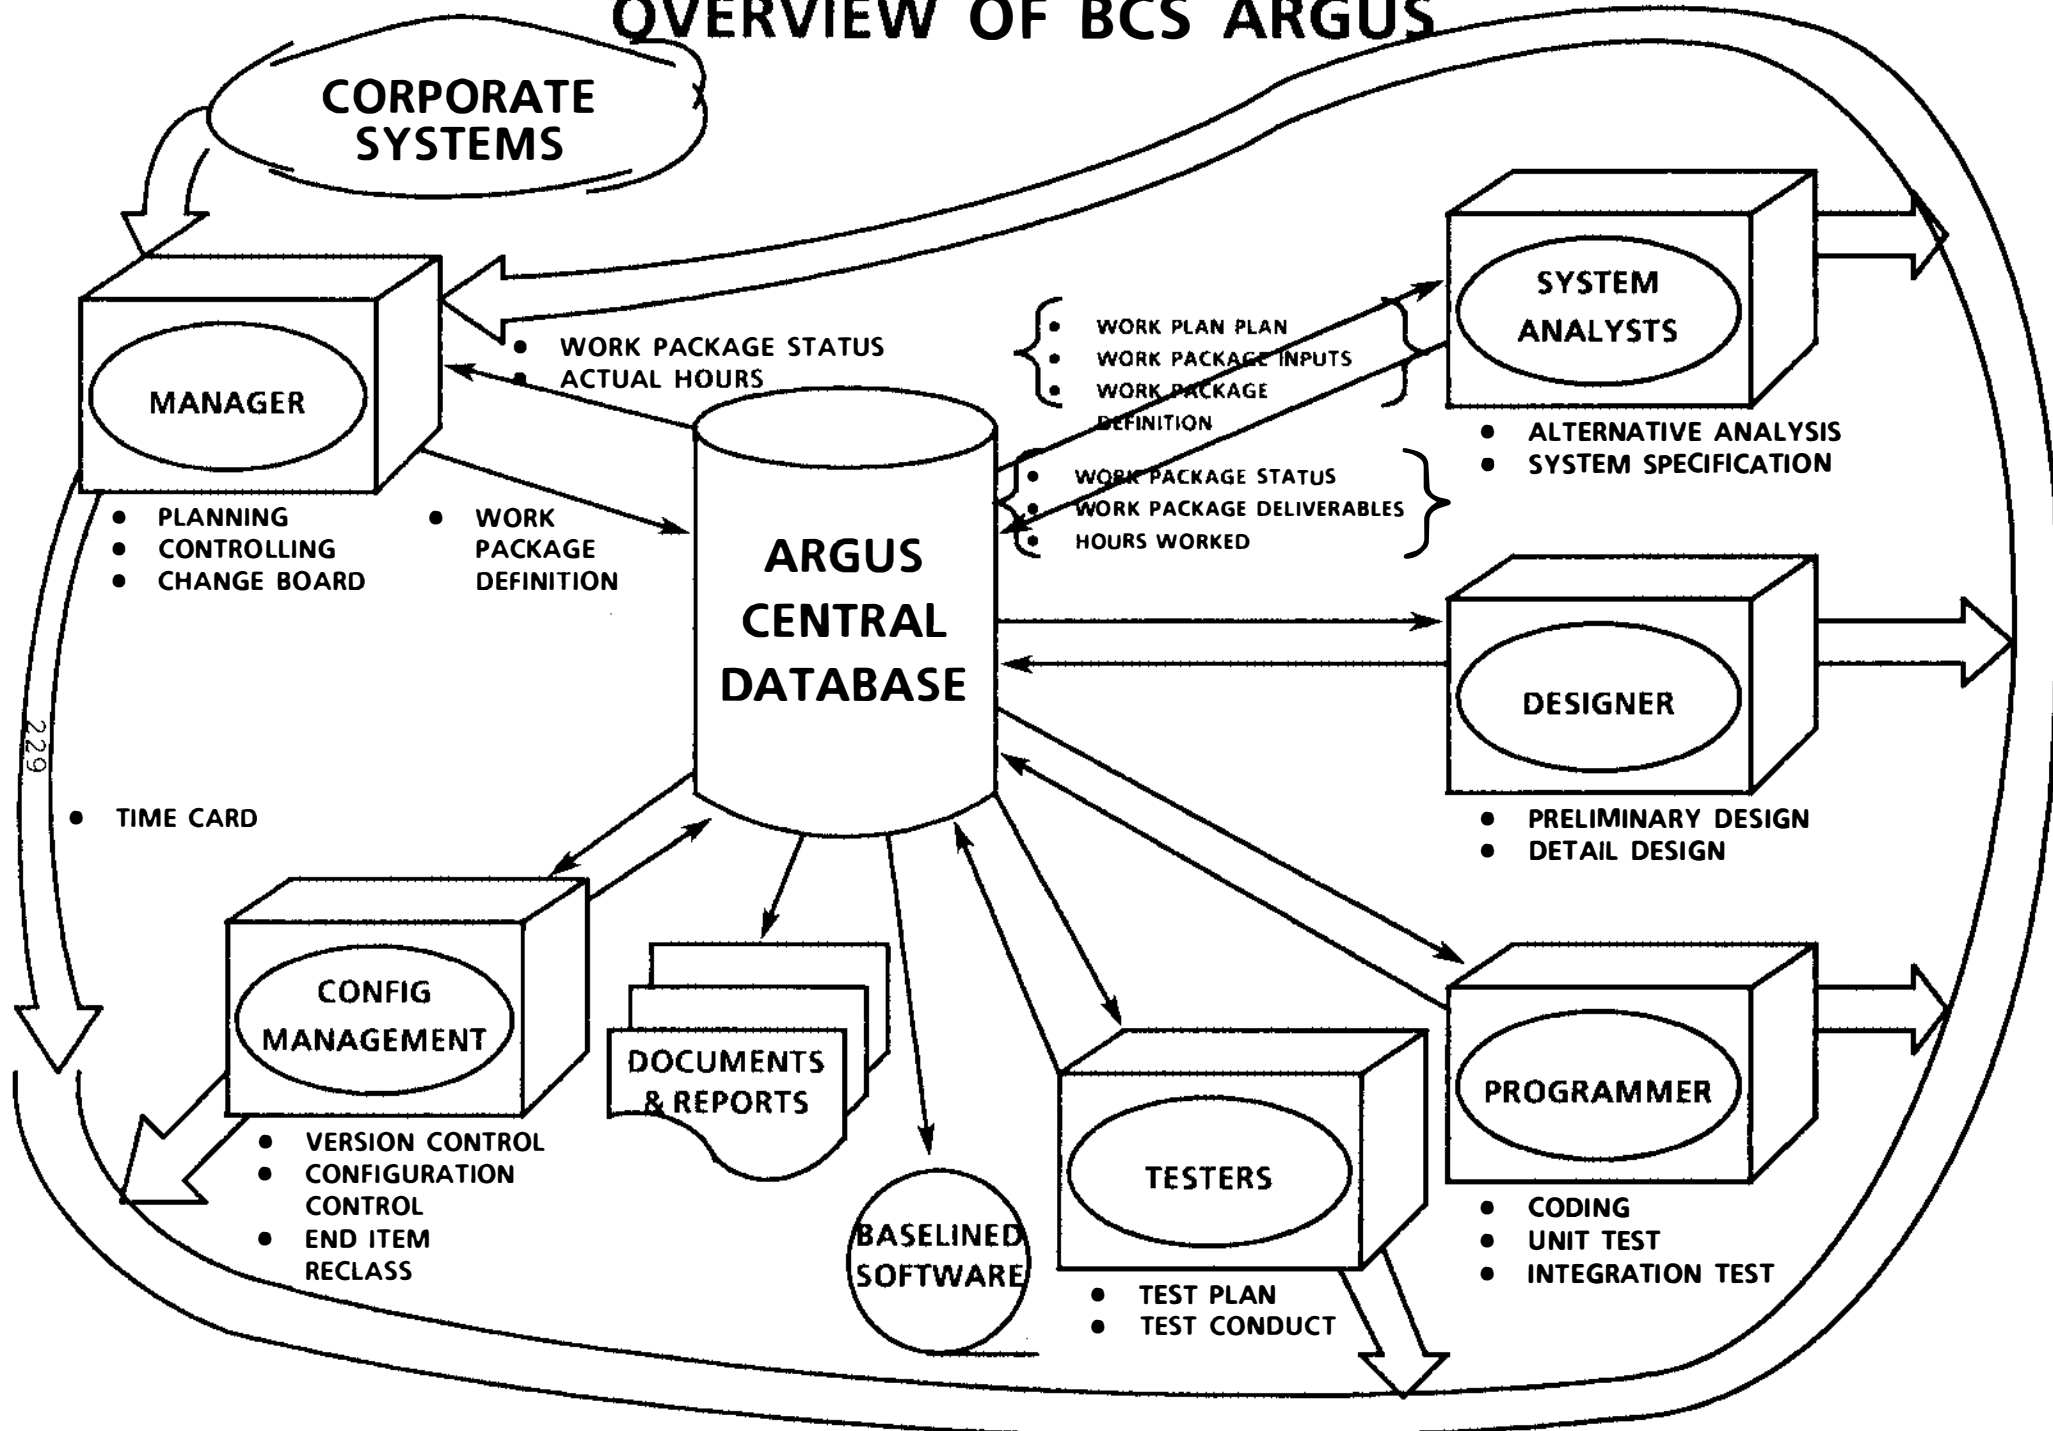 OVERVIEW OF BCS ARGUS
CORPORATE
SYSTEMS
MANAGER
• PLANNING
• CONTROLLING
• CHANGE BOARD
• WORK
PACKAGE
DEFINITION
• WORK PACKAGE STATUS
• ACTUAL HOURS
• WORK PLAN PLAN
• WORK PACKAGE INPUTS
• WORK PACKAGE
DEFINITION
• WORK PACKAGE STATUS
• WORK PACKAGE DELIVERABLES
• HOURS WORKED
SYSTEM
ANALYSTS
• ALTERNATIVE ANALYSIS
• SYSTEM SPECIFICATION
ARGUS
CENTRAL
DATABASE
DESIGNER
• PRELIMINARY DESIGN
• DETAIL DESIGN
229
• TIME CARD
CONFIG
MANAGEMENT
• VERSION CONTROL
• CONFIGURATION
CONTROL
• END ITEM
RECLASS
DOCUMENTS
& REPORTS
BASELINED
SOFTWARE
TESTERS
• TEST PLAN
• TEST CONDUCT
PROGRAMMER
• CODING
• UNIT TEST
• INTEGRATION TEST